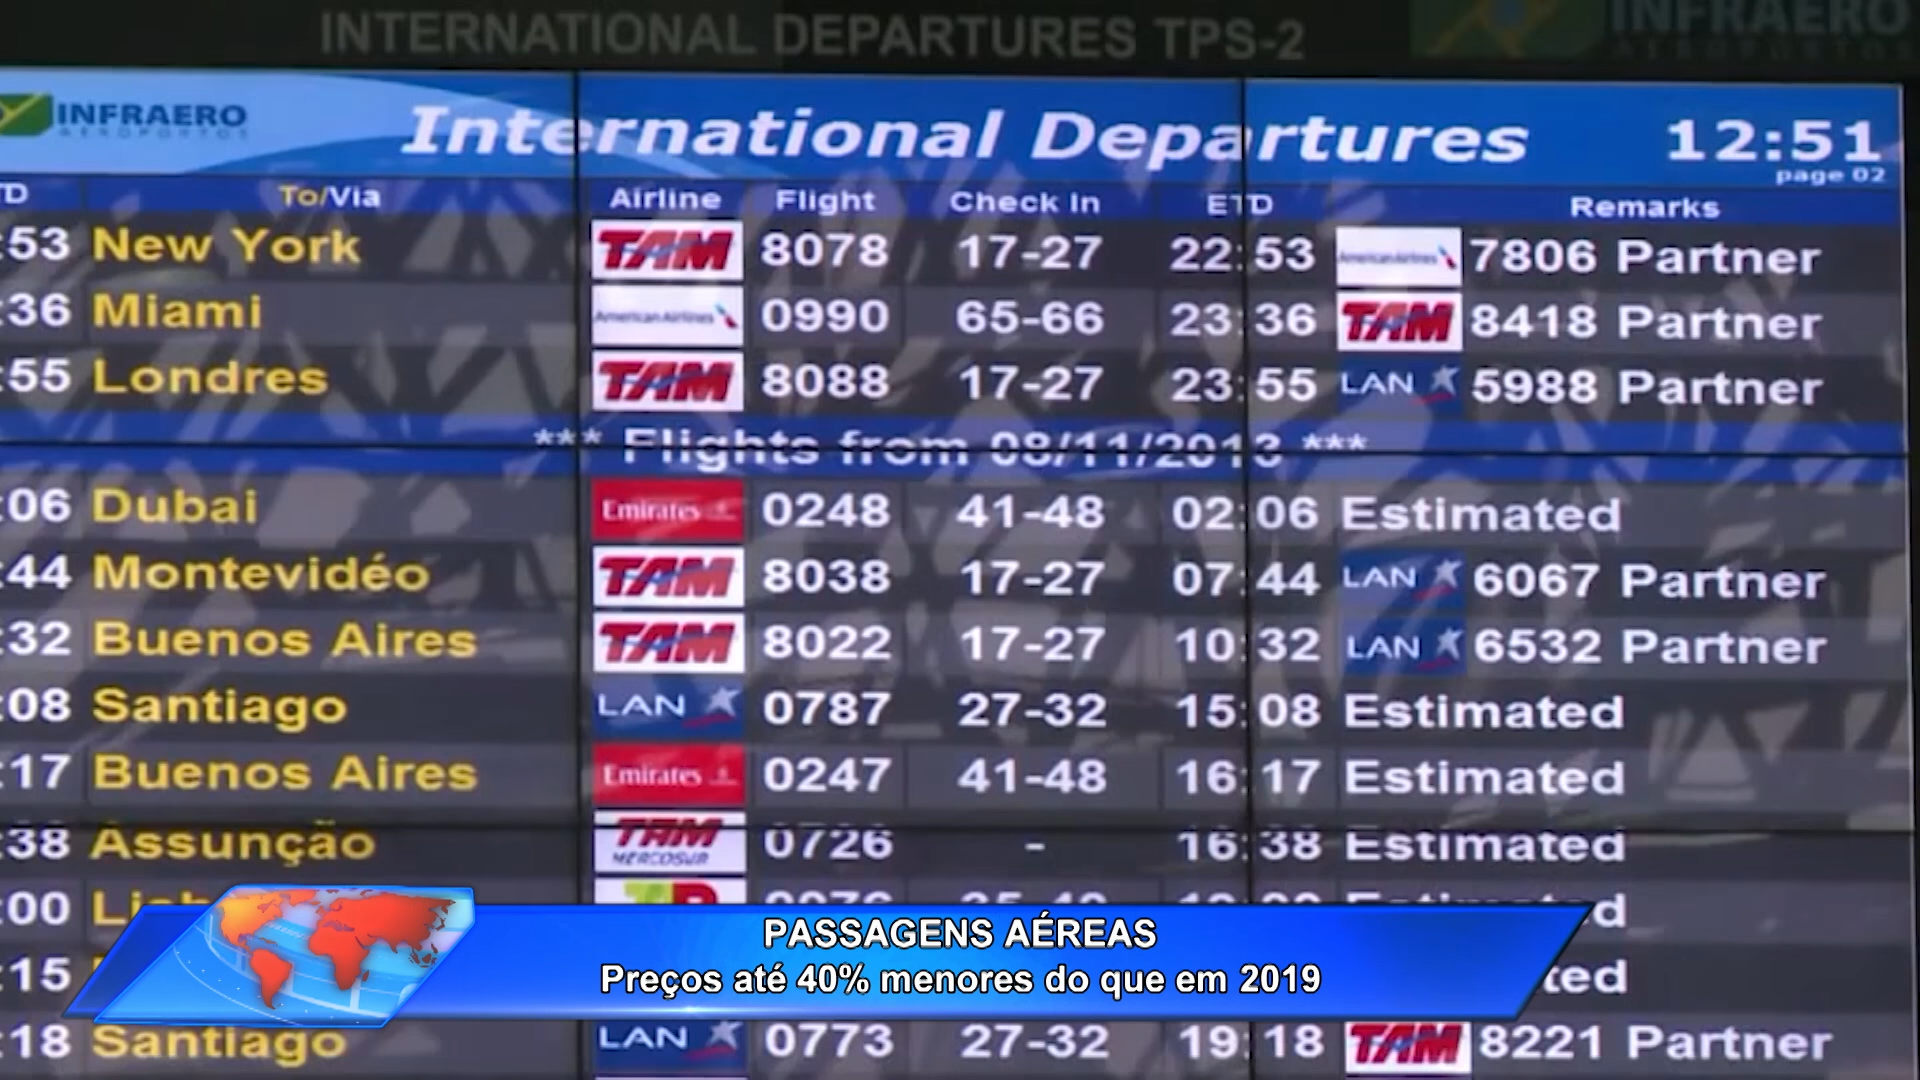 INTERNATIONAL DEPARTURES TPS-2
INFRAERO
AEROPORTOS
INFRAERO
AEROPORTOS
International Departures
12:51
page 02
TD To/Via Airline Flight Check In ETD Remarks
:53 New York TAM 8078 17-27 22:53 AmericanAirlines 7806 Partner
:36 Miami AmericanAirlines 0990 65-66 23:36 TAM 8418 Partner
:55 Londres TAM 8088 17-27 23:55 LAN 5988 Partner
*** Flights from 08/11/2013 ***
:06 Dubai Emirates 0248 41-48 02:06 Estimated
:44 Montevidéo TAM 8038 17-27 07:44 LAN 6067 Partner
:32 Buenos Aires TAM 8022 17-27 10:32 LAN 6532 Partner
:08 Santiago LAN 0787 27-32 15:08 Estimated
:17 Buenos Aires Emirates 0247 41-48 16:17 Estimated
:38 Assunção TAM MERCOSUR 0726 - 16:38 Estimated
:00
:15
:18 Santiago LAN 0773 27-32 19:18 TAM 8221 Partner
PASSAGENS AÉREAS
Preços até 40% menores do que em 2019